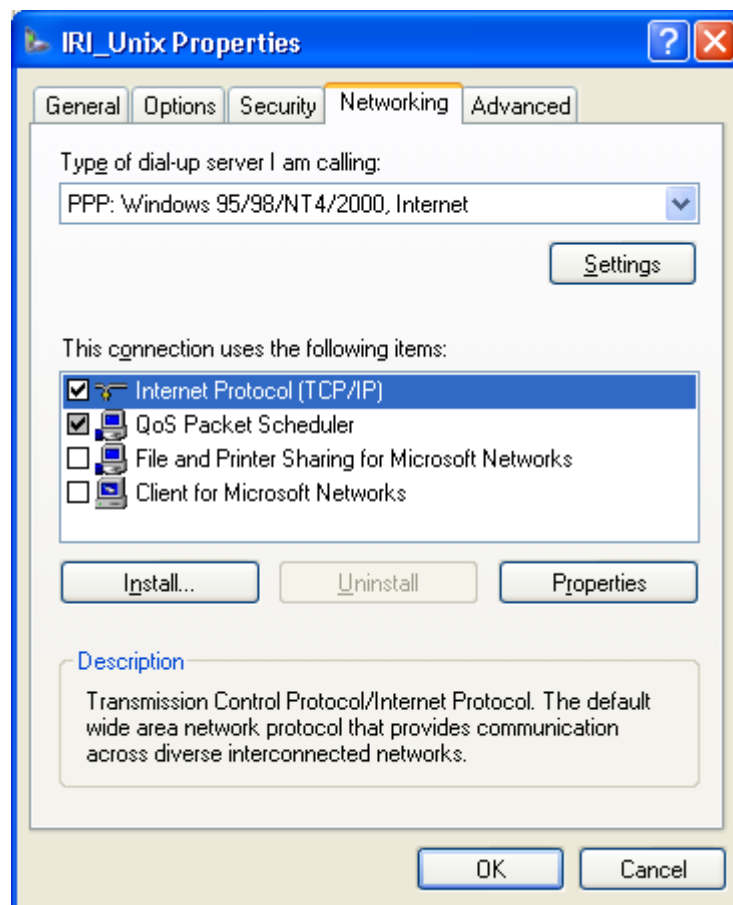 IRI_Unix Properties
General Options Security Networking Advanced
Type of dial-up server I am calling:
PPP: Windows 95/98/NT4/2000, Internet
Settings
This connection uses the following items:
Internet Protocol (TCP/IP)
QoS Packet Scheduler
File and Printer Sharing for Microsoft Networks
Client for Microsoft Networks
Install... Uninstall Properties
Description
Transmission Control Protocol/Internet Protocol. The default
wide area network protocol that provides communication
across diverse interconnected networks.
OK Cancel